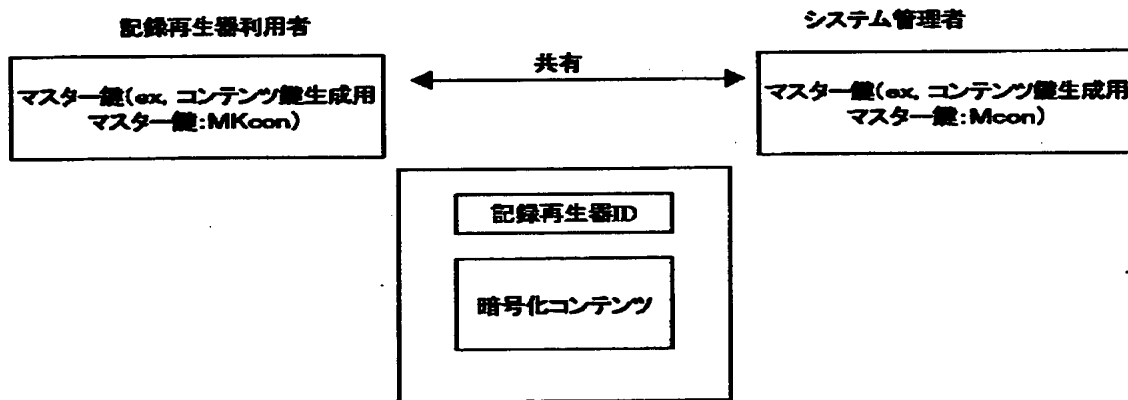 記録再生器利用者
システム管理者
共有
マスター鍵(ex, コンテンツ鍵生成用
マスター鍵:MKcon)
マスター鍵(ex, コンテンツ鍵生成用
マスター鍵:Mcon)
記録再生器ID
暗号化コンテンツ